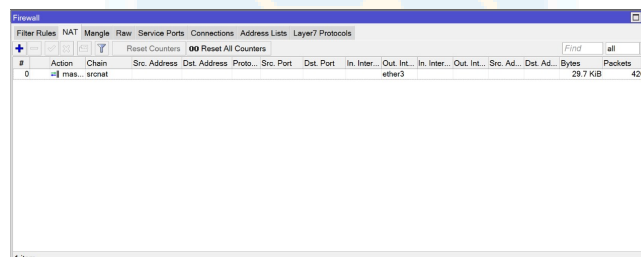 Firewall
Filter Rules NAT Mangle Raw Service Ports Connections Address Lists Layer7 Protocols
Reset Counters 00 Reset All Counters Find all
# Action Chain Src. Address Dst. Address Proto... Src. Port Dst. Port In. Inter... Out. Int... In. Inter... Out. Int... Src. Ad... Dst. Ad... Bytes Packets
0 mas... srcnat ether3 29.7 KiB